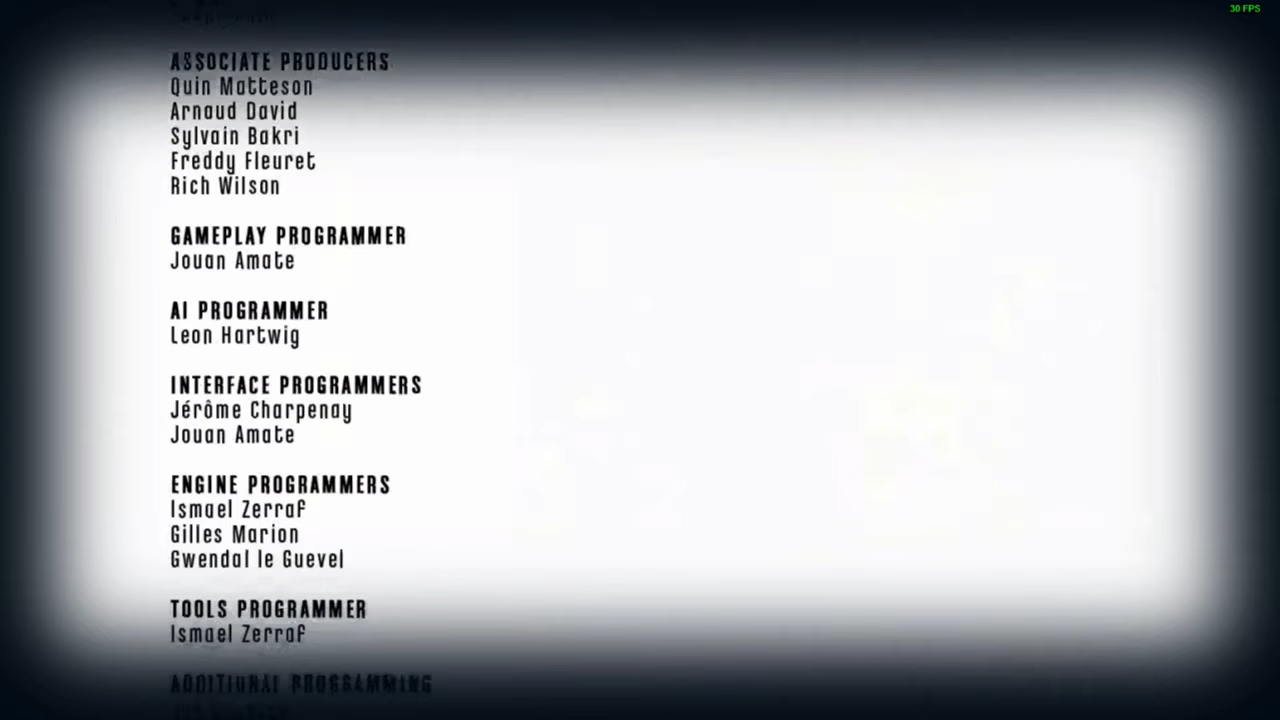 30 FPS
ASSOCIATE PRODUCERS
Quin Matteson
Arnaud David
Sylvain Bakri
Freddy Fleuret
Rich Wilson
GAMEPLAY PROGRAMMER
Jouan Amate
AI PROGRAMMER
Leon Hartwig
INTERFACE PROGRAMMERS
Jérôme Charpenay
Jouan Amate
ENGINE PROGRAMMERS
Ismael Zerraf
Gilles Marion
Gwendal le Guevel
TOOLS PROGRAMMER
Ismael Zerraf
ADDITIONAL PROGRAMMING